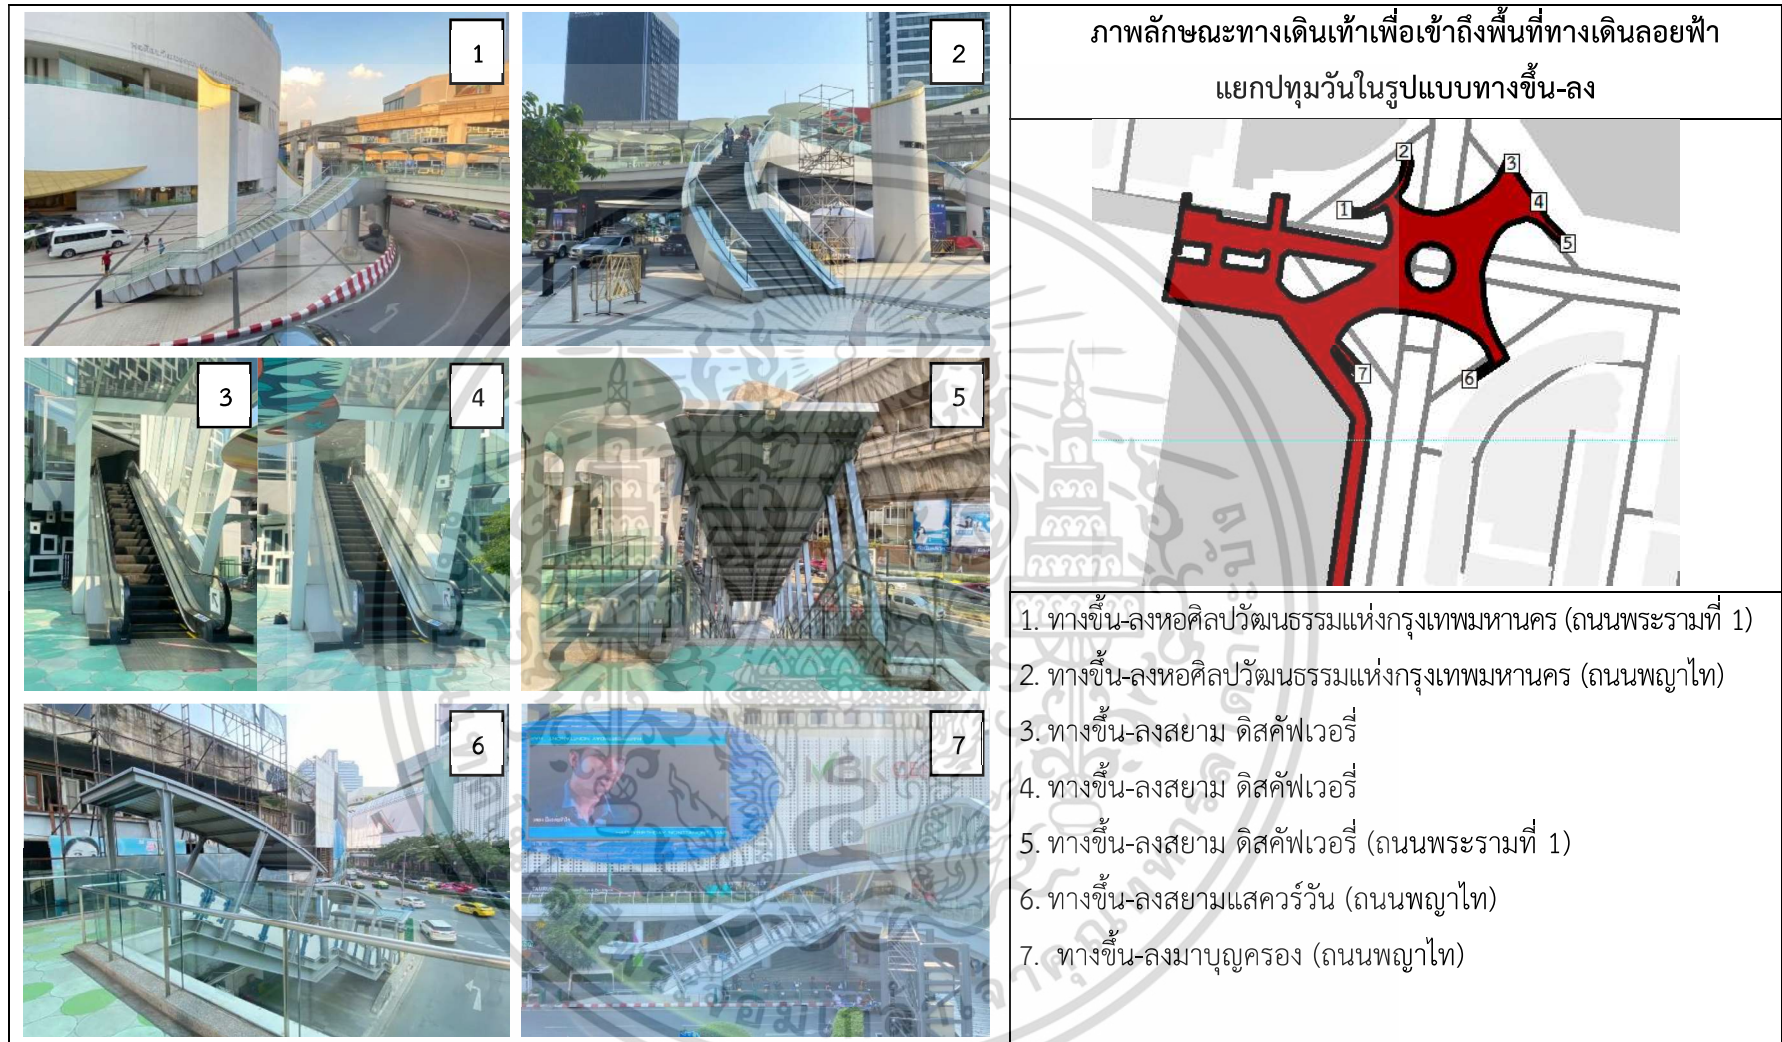 1
2
3
4
5
6
7
MBK
ภาพลักษณะทางเดินเท้าเพื่อเข้าถึงพื้นที่ทางเดินลอยฟ้า
แยกปทุมวันในรูปแบบทางขึ้น-ลง
2
3
1
4
5
7
6
1. ทางขึ้น-ลงหอศิลปวัฒนธรรมแห่งกรุงเทพมหานคร (ถนนพระรามที่ 1)
2. ทางขึ้น-ลงหอศิลปวัฒนธรรมแห่งกรุงเทพมหานคร (ถนนพญาไท)
3. ทางขึ้น-ลงสยาม ดิสคัฟเวอรี่
4. ทางขึ้น-ลงสยาม ดิสคัฟเวอรี่
5. ทางขึ้น-ลงสยาม ดิสคัฟเวอรี่ (ถนนพระรามที่ 1)
6. ทางขึ้น-ลงสยามแสควร์วัน (ถนนพญาไท)
7. ทางขึ้น-ลงมาบุญครอง (ถนนพญาไท)